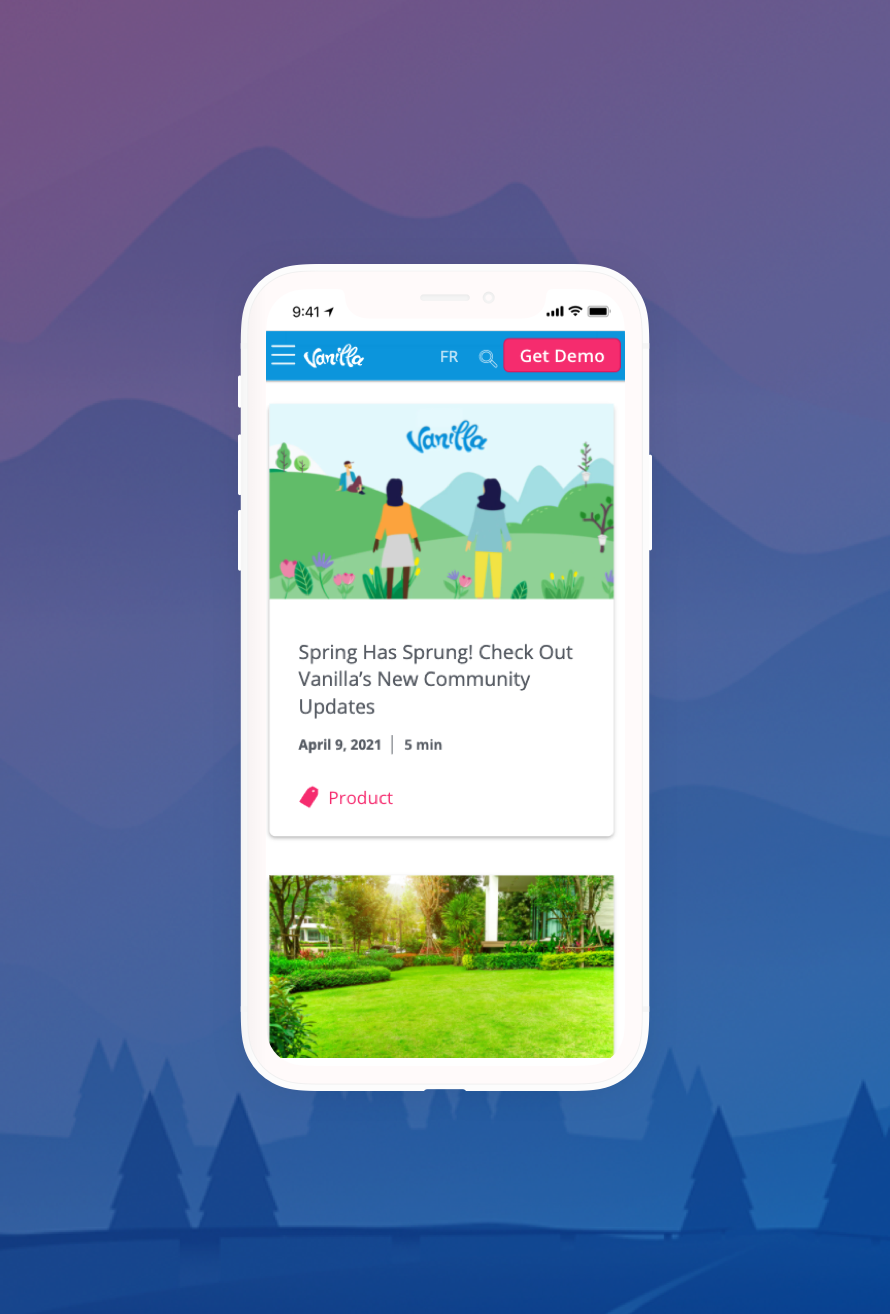 9:41
Vanilla
FR
Get Demo
Vanilla
Spring Has Sprung! Check Out
Vanilla’s New Community
Updates
April 9, 2021 | 5 min
Product